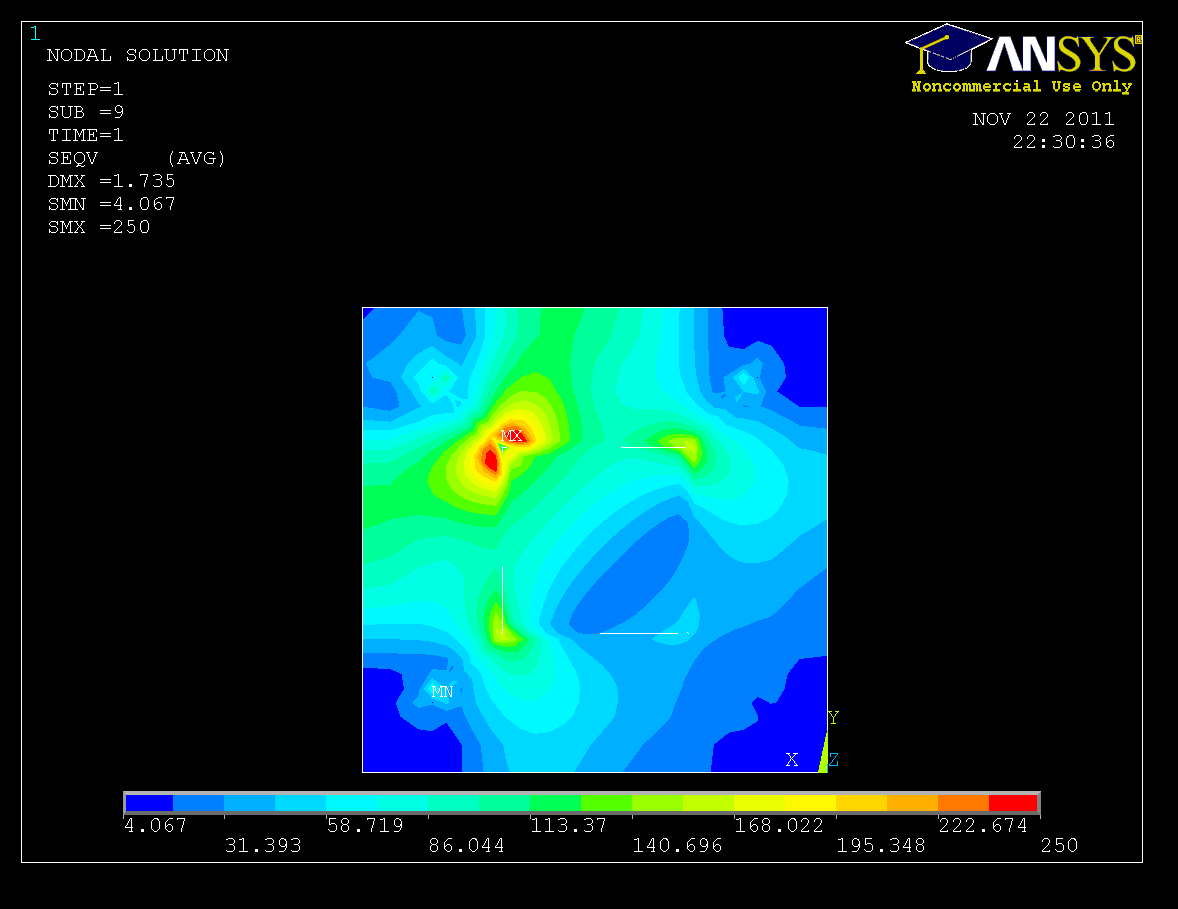 1
NODAL SOLUTION
STEP=1
SUB =9
TIME=1
SEQV (AVG)
DMX =1.735
SMN =4.067
SMX =250
ANSYS®
Noncommercial Use Only
NOV 22 2011
22:30:36
MX
MN
Y
X Z
4.067 58.719 113.37 168.022 222.674
31.393 86.044 140.696 195.348 250